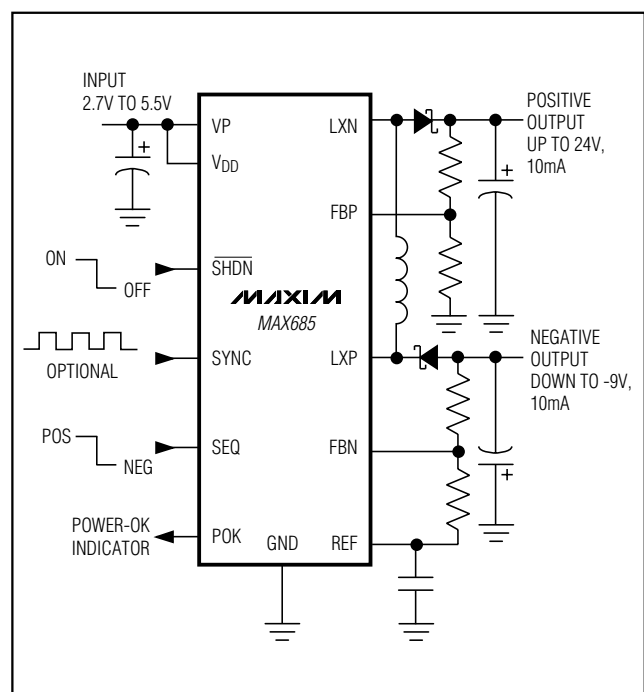 INPUT
2.7V TO 5.5V
VP
VDD
ON
OFF
SHDN
OPTIONAL
SYNC
POS
NEG
SEQ
POWER-OK
INDICATOR
POK
GND
MAXIM
MAX685
LXN
FBP
LXP
FBN
REF
+
POSITIVE
OUTPUT
UP TO 24V,
10mA
+
NEGATIVE
OUTPUT
DOWN TO -9V,
10mA
+